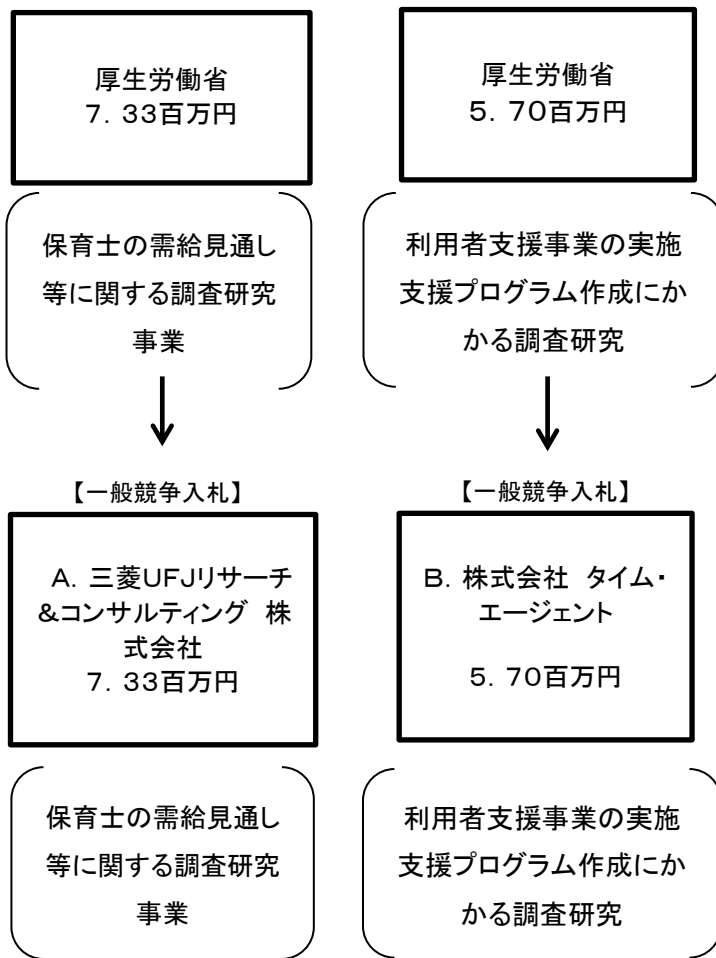 厚生労働省
7．33百万円
保育士の需給見通し
等に関する調査研究
事業
【一般競争入札】
A．三菱UFJリサーチ
&コンサルティング　株
式会社
7．33百万円
保育士の需給見通し
等に関する調査研究
事業
厚生労働省
5．70百万円
利用者支援事業の実施
支援プログラム作成にか
かる調査研究
【一般競争入札】
B．株式会社　タイム・
エージェント
5．70百万円
利用者支援事業の実施
支援プログラム作成にか
かる調査研究